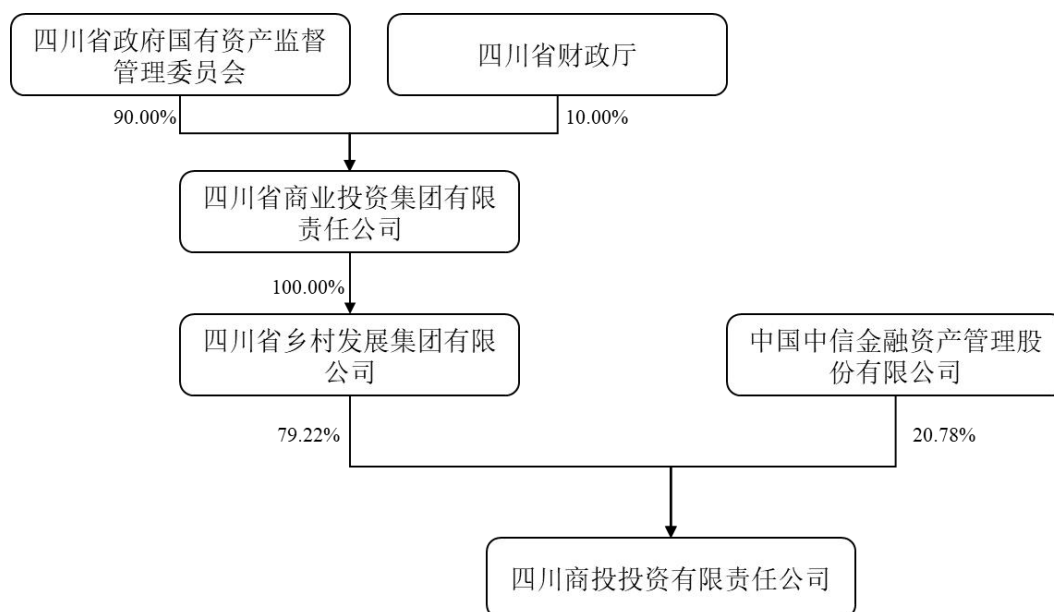 四川省政府国有资产监督
管理委员会
四川省财政厅
90.00%
10.00%
四川省商业投资集团有限
责任公司
100.00%
四川省乡村发展集团有限
公司
中国中信金融资产管理股
份有限公司
79.22%
20.78%
四川商投投资有限责任公司